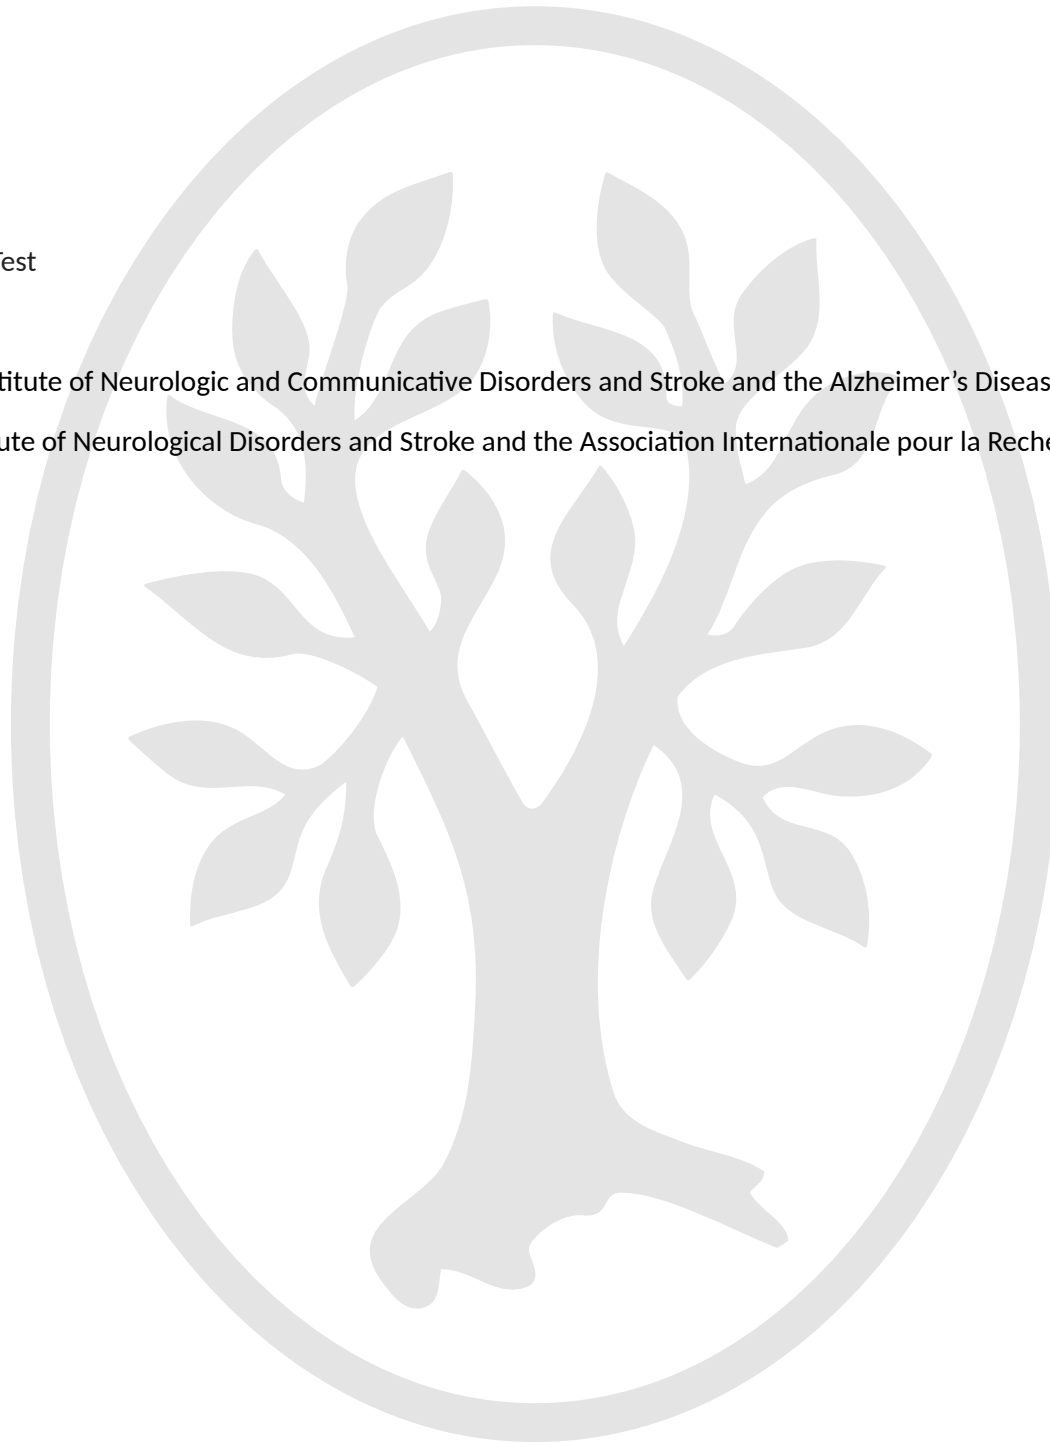 Test
titute of Neurologic and Communicative Disorders and Stroke and the Alzheimer’s Diseas
ute of Neurological Disorders and Stroke and the Association Internationale pour la Reche